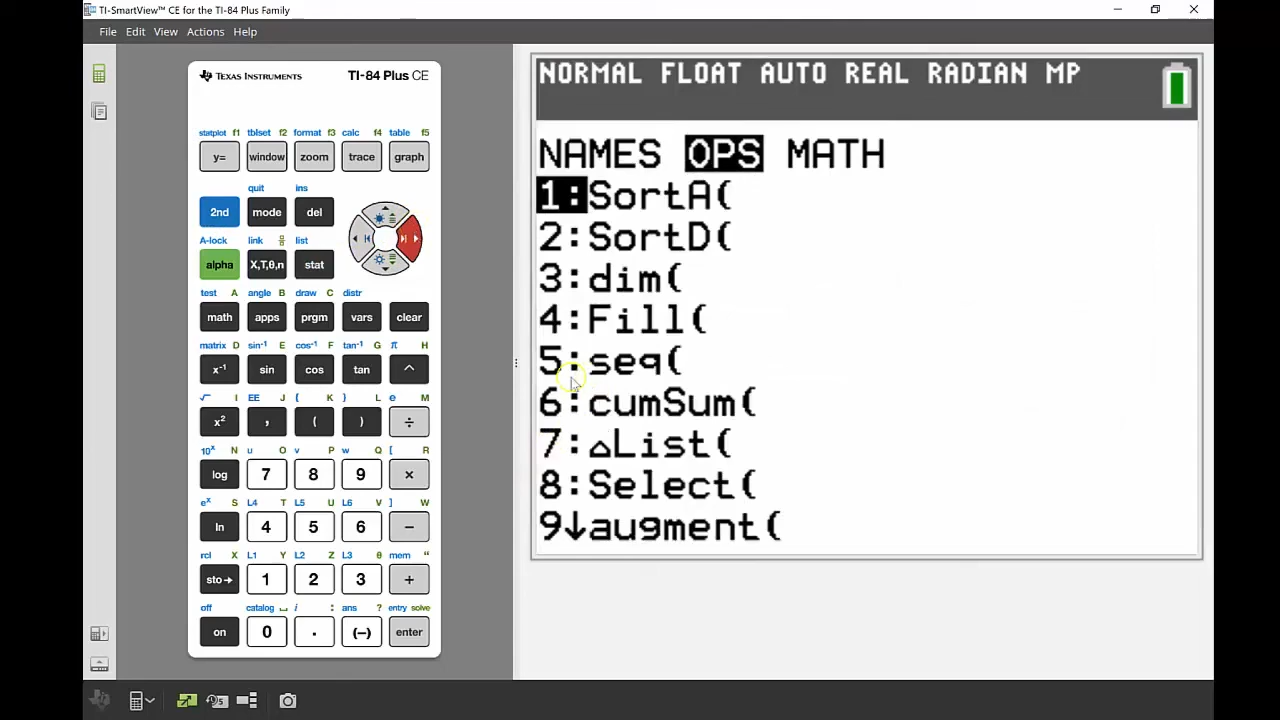 TI-SmartView™ CE for the TI-84 Plus Family
File Edit View Actions Help
TEXAS INSTRUMENTS TI-84 Plus CE
statplot f1 tblset f2 format f3 calc f4 table f5
y= window zoom trace graph
quit ins
2nd mode del
A-lock link list
alpha X,T,θ,n stat
test A angle B draw C distr
math apps prgm vars clear
matrix D sin⁻¹ E cos⁻¹ F tan⁻¹ G π H
x⁻¹ sin cos tan ^
√ I EE J { K } L e M
x² , ( ) ÷
10ˣ N u O v P w Q [ R
log 7 8 9 ×
eˣ S L4 T L5 U L6 V ] W
ln 4 5 6 −
rcl X L1 Y L2 Z L3 θ mem "
sto→ 1 2 3 +
off catalog i : ans ? entry solve
on 0 . (−) enter
NORMAL FLOAT AUTO REAL RADIAN MP
NAMES OPS MATH
1:SortA(
2:SortD(
3:dim(
4:Fill(
5:seq(
6:cumSum(
7:△List(
8:Select(
9↓augment(